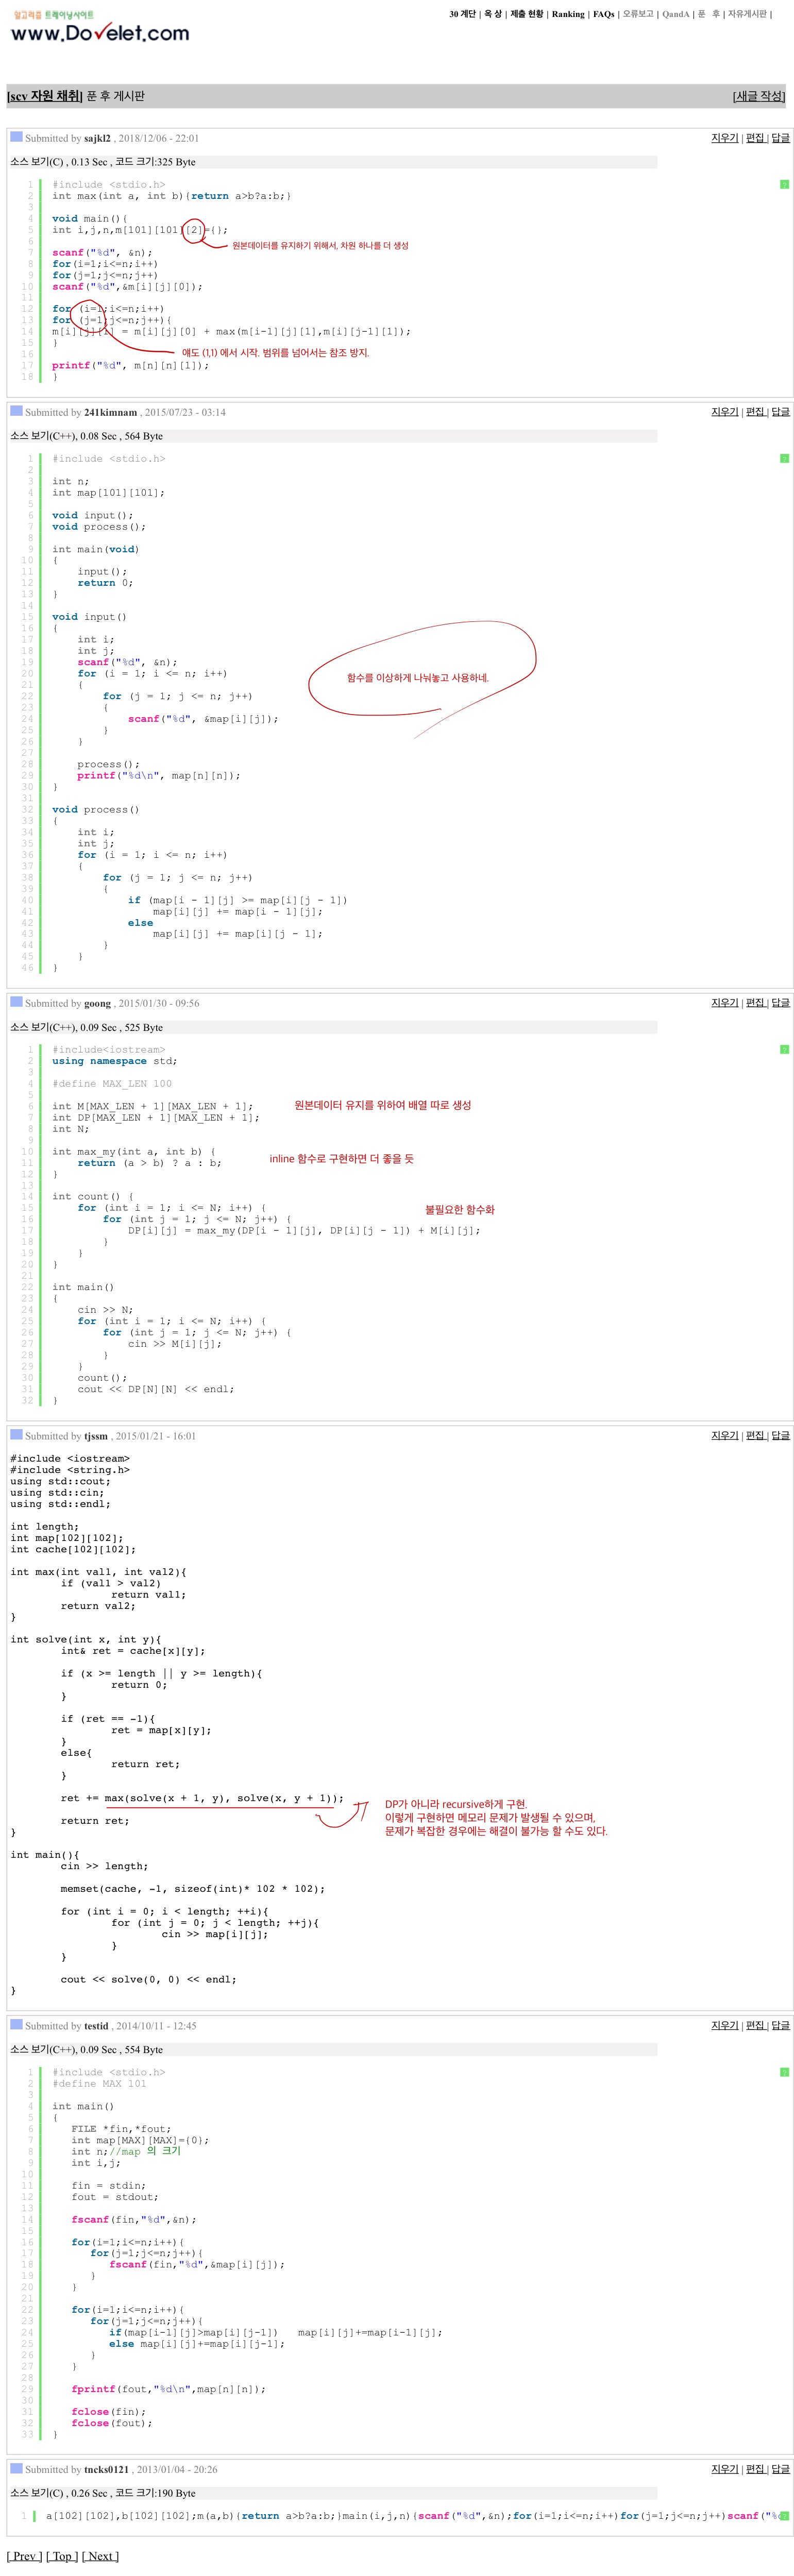 알고리즘 트레이닝사이트
www.Dovelet.com
30 계단 | 옥 상 | 제출 현황 | Ranking | FAQs | 오류보고 | QandA | 푼 후 | 자유게시판 |
[scv 자원 채취] 푼 후 게시판 [새글 작성]
Submitted by sajkl2 , 2018/12/06 - 22:01 지우기 | 편집 | 답글
소스 보기(C) , 0.13 Sec , 코드 크기:325 Byte
1 #include <stdio.h> ?
2 int max(int a, int b){return a>b?a:b;}
3
4 void main(){
5 int i,j,n,m[101][101][2]={};
6 원본데이터를 유지하기 위해서, 차원 하나를 더 생성
7 scanf("%d", &n);
8 for(i=1;i<=n;i++)
9 for(j=1;j<=n;j++)
10 scanf("%d",&m[i][j][0]);
11
12 for (i=1;i<=n;i++)
13 for (j=1;j<=n;j++){
14 m[i][j][1] = m[i][j][0] + max(m[i-1][j][1],m[i][j-1][1]);
15 }
16 얘도 (1,1) 에서 시작. 범위를 넘어서는 참조 방지.
17 printf("%d", m[n][n][1]);
18 }
Submitted by 241kimnam , 2015/07/23 - 03:14 지우기 | 편집 | 답글
소스 보기(C++), 0.08 Sec , 564 Byte
1 #include <stdio.h> ?
2
3 int n;
4 int map[101][101];
5
6 void input();
7 void process();
8
9 int main(void)
10 {
11 input();
12 return 0;
13 }
14
15 void input()
16 {
17 int i;
18 int j;
19 scanf("%d", &n);
20 for (i = 1; i <= n; i++)
21 { 함수를 이상하게 나눠놓고 사용하네.
22 for (j = 1; j <= n; j++)
23 {
24 scanf("%d", &map[i][j]);
25 }
26 }
27
28 process();
29 printf("%d\n", map[n][n]);
30 }
31
32 void process()
33 {
34 int i;
35 int j;
36 for (i = 1; i <= n; i++)
37 {
38 for (j = 1; j <= n; j++)
39 {
40 if (map[i - 1][j] >= map[i][j - 1])
41 map[i][j] += map[i - 1][j];
42 else
43 map[i][j] += map[i][j - 1];
44 }
45 }
46 }
Submitted by goong , 2015/01/30 - 09:56 지우기 | 편집 | 답글
소스 보기(C++), 0.09 Sec , 525 Byte
1 #include<iostream> ?
2 using namespace std;
3
4 #define MAX_LEN 100
5
6 int M[MAX_LEN + 1][MAX_LEN + 1]; 원본데이터 유지를 위하여 배열 따로 생성
7 int DP[MAX_LEN + 1][MAX_LEN + 1];
8 int N;
9
10 int max_my(int a, int b) {
11 return (a > b) ? a : b; inline 함수로 구현하면 더 좋을 듯
12 }
13
14 int count() {
15 for (int i = 1; i <= N; i++) { 불필요한 함수화
16 for (int j = 1; j <= N; j++) {
17 DP[i][j] = max_my(DP[i - 1][j], DP[i][j - 1]) + M[i][j];
18 }
19 }
20 }
21
22 int main()
23 {
24 cin >> N;
25 for (int i = 1; i <= N; i++) {
26 for (int j = 1; j <= N; j++) {
27 cin >> M[i][j];
28 }
29 }
30 count();
31 cout << DP[N][N] << endl;
32 }
Submitted by tjssm , 2015/01/21 - 16:01 지우기 | 편집 | 답글
#include <iostream>
#include <string.h>
using std::cout;
using std::cin;
using std::endl;
int length;
int map[102][102];
int cache[102][102];
int max(int val1, int val2){
if (val1 > val2)
return val1;
return val2;
}
int solve(int x, int y){
int& ret = cache[x][y];
if (x >= length || y >= length){
return 0;
}
if (ret == -1){
ret = map[x][y];
}
else{
return ret;
}
ret += max(solve(x + 1, y), solve(x, y + 1));
DP가 아니라 recursive하게 구현.
이렇게 구현하면 메모리 문제가 발생될 수 있으며,
문제가 복잡한 경우에는 해결이 불가능 할 수도 있다.
return ret;
}
int main(){
cin >> length;
memset(cache, -1, sizeof(int)* 102 * 102);
for (int i = 0; i < length; ++i){
for (int j = 0; j < length; ++j){
cin >> map[i][j];
}
}
cout << solve(0, 0) << endl;
}
Submitted by testid , 2014/10/11 - 12:45 지우기 | 편집 | 답글
소스 보기(C++), 0.09 Sec , 554 Byte
1 #include <stdio.h> ?
2 #define MAX 101
3
4 int main()
5 {
6 FILE *fin,*fout;
7 int map[MAX][MAX]={0};
8 int n;//map 의 크기
9 int i,j;
10
11 fin = stdin;
12 fout = stdout;
13
14 fscanf(fin,"%d",&n);
15
16 for(i=1;i<=n;i++){
17 for(j=1;j<=n;j++){
18 fscanf(fin,"%d",&map[i][j]);
19 }
20 }
21
22 for(i=1;i<=n;i++){
23 for(j=1;j<=n;j++){
24 if(map[i-1][j]>map[i][j-1]) map[i][j]+=map[i-1][j];
25 else map[i][j]+=map[i][j-1];
26 }
27 }
28
29 fprintf(fout,"%d\n",map[n][n]);
30
31 fclose(fin);
32 fclose(fout);
33 }
Submitted by tncks0121 , 2013/01/04 - 20:26 지우기 | 편집 | 답글
소스 보기(C) , 0.26 Sec , 코드 크기:190 Byte
1 a[102][102],b[102][102];m(a,b){return a>b?a:b;}main(i,j,n){scanf("%d",&n);for(i=1;i<=n;i++)for(j=1;j<=n;j++)scanf("%
[ Prev ] [ Top ] [ Next ]